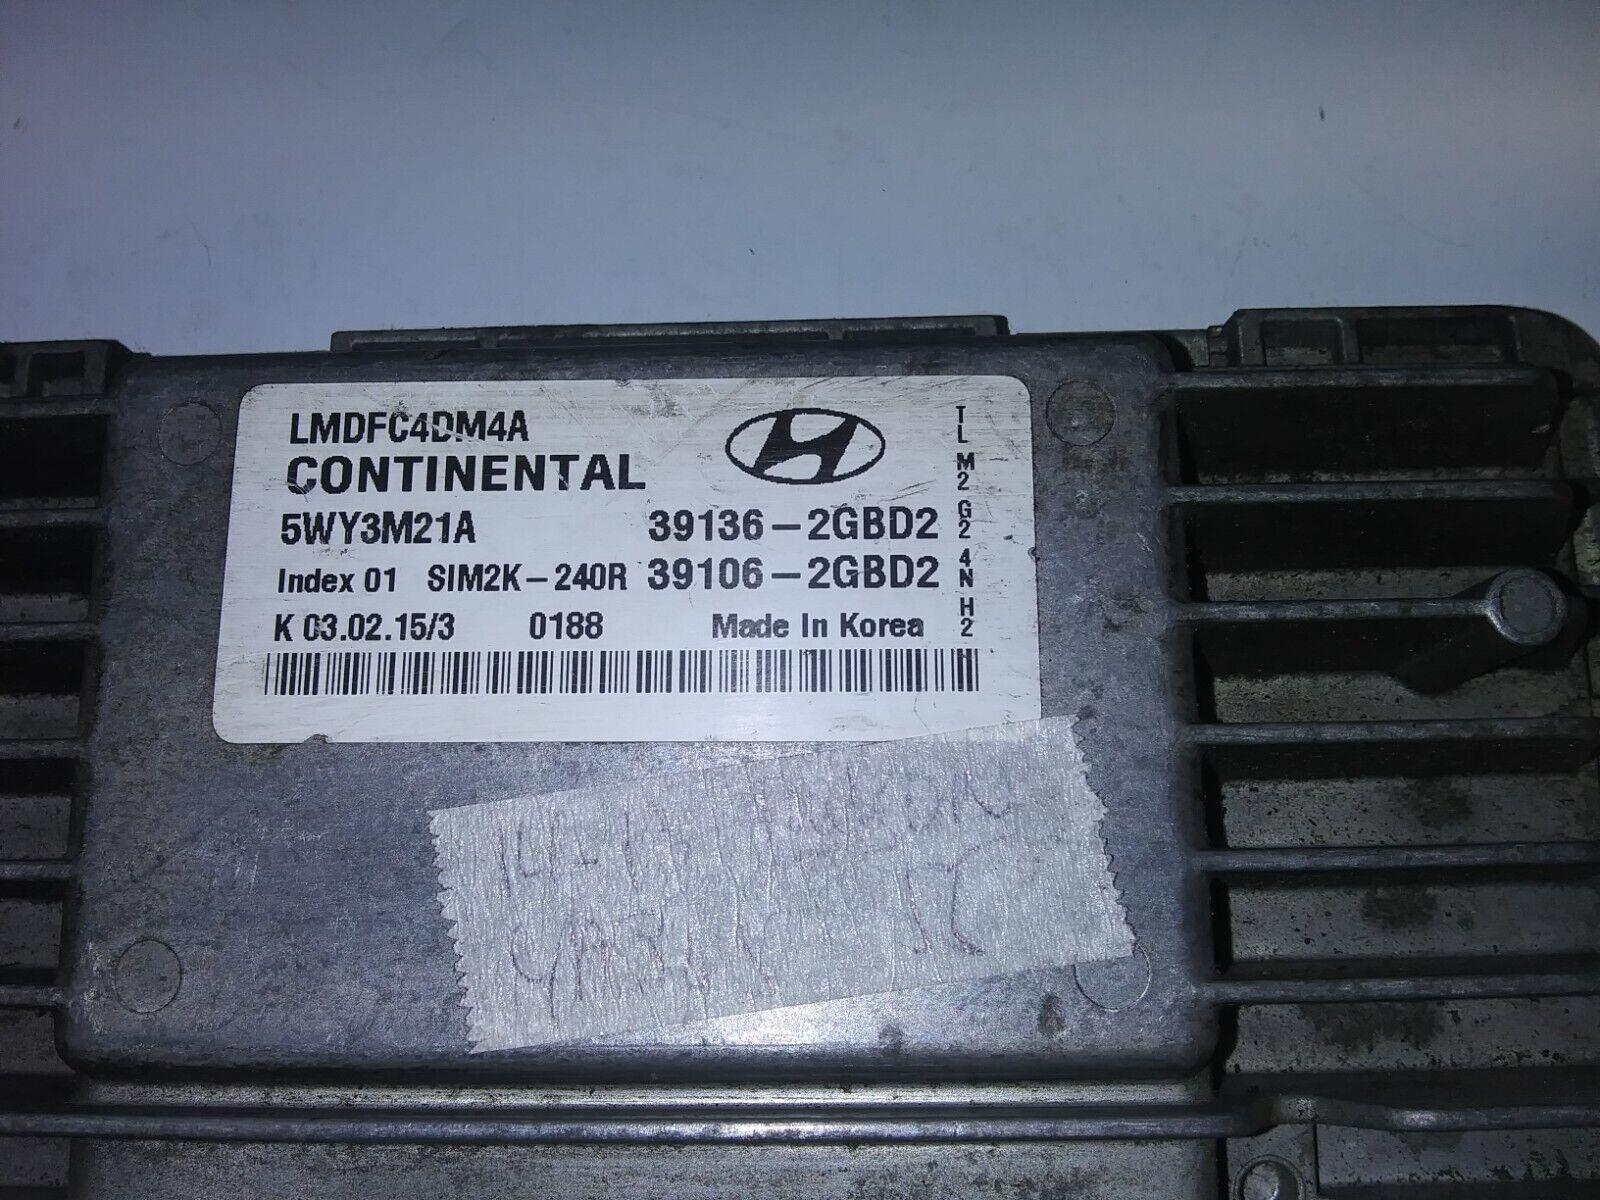 LMDFC4DM4A
CONTINENTAL
5WY3M21A 39136-2GBD2
Index 01 SIM2K-240R 39106-2GBD2
K 03.02.15/3 0188 Made In Korea
TL M2 G2 4N H2
TUCSON